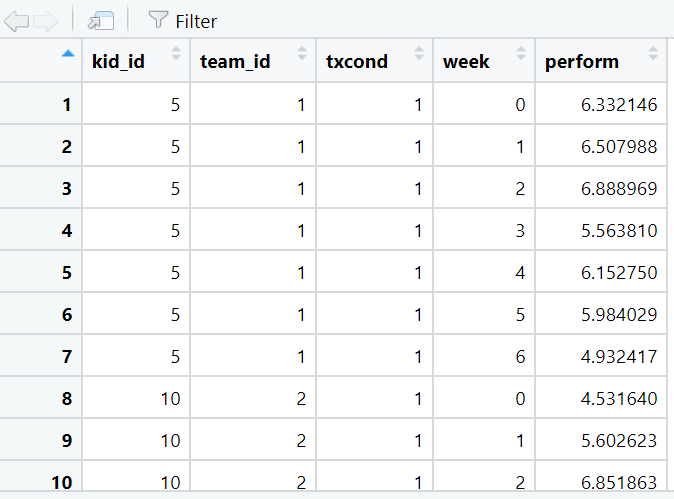 Filter
kid_id team_id txcond week perform
1 5 1 1 0 6.332146
2 5 1 1 1 6.507988
3 5 1 1 2 6.888969
4 5 1 1 3 5.563810
5 5 1 1 4 6.152750
6 5 1 1 5 5.984029
7 5 1 1 6 4.932417
8 10 2 1 0 4.531640
9 10 2 1 1 5.602623
10 10 2 1 2 6.851863